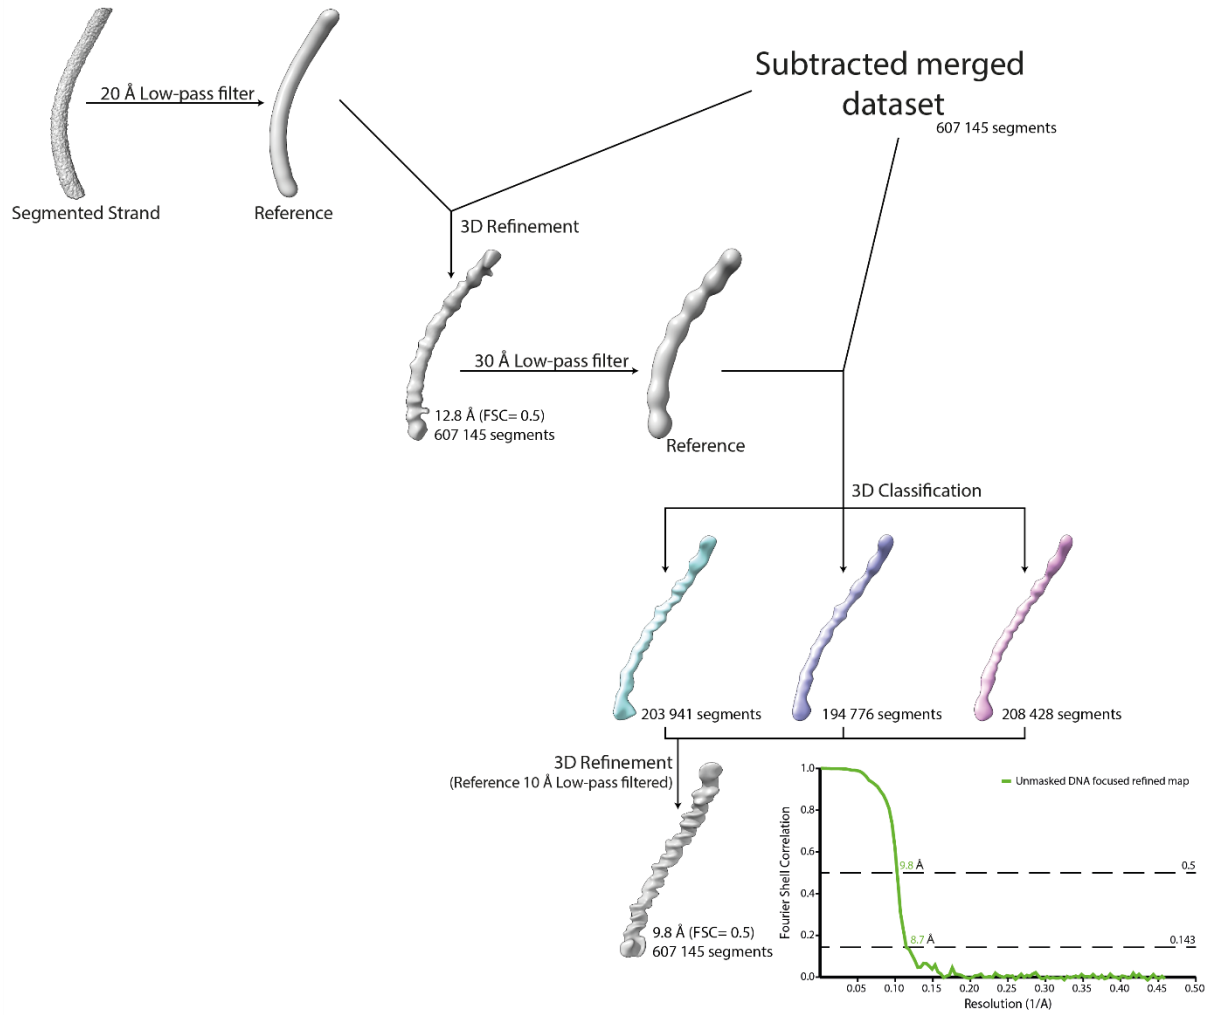 Subtracted merged
dataset
607 145 segments
20 Å Low-pass filter
Segmented Strand
Reference
3D Refinement
30 Å Low-pass filter
12.8 Å (FSC= 0.5)
607 145 segments
Reference
3D Classification
203 941 segments
194 776 segments
208 428 segments
3D Refinement
(Reference 10 Å Low-pass filtered)
9.8 Å (FSC= 0.5)
607 145 segments
Unmasked DNA focused refined map
Fourier Shell Correlation
1.0
0.8
0.6
0.4
0.2
0.0
9.8 Å
0.5
8.7 Å
0.143
0.05 0.10 0.15 0.20 0.25 0.30 0.35 0.40 0.45 0.50
Resolution (1/A)